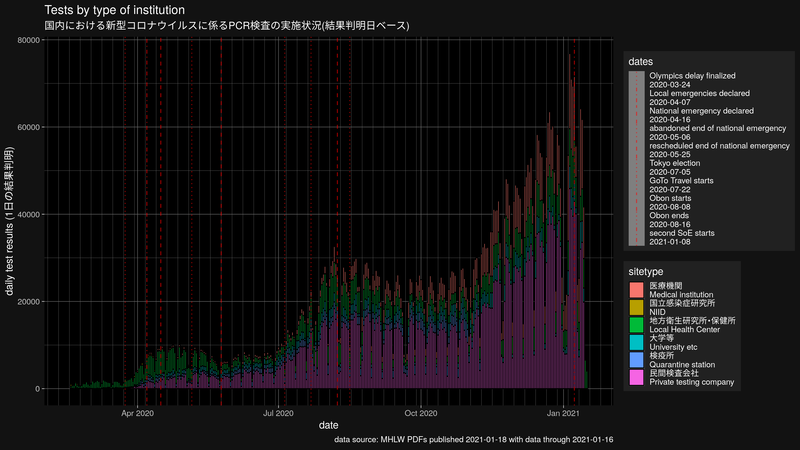 Tests by type of institution
国内における新型コロナウイルスに係るPCR検査の実施状況(結果判明日ベース)
80000
60000
40000
20000
0
daily test results (1日の結果判明)
Apr 2020
Jul 2020
Oct 2020
Jan 2021
date
data source: MHLW PDFs published 2021-01-18 with data through 2021-01-16
dates
Olympics delay finalized
2020-03-24
Local emergencies declared
2020-04-07
National emergency declared
2020-04-16
abandoned end of national emergency
2020-05-06
rescheduled end of national emergency
2020-05-25
Tokyo election
2020-07-05
GoTo Travel starts
2020-07-22
Obon starts
2020-08-08
Obon ends
2020-08-16
second SoE starts
2021-01-08
sitetype
医療機関
Medical institution
国立感染症研究所
NIID
地方衛生研究所・保健所
Local Health Center
大学等
University etc
検疫所
Quarantine station
民間検査会社
Private testing company